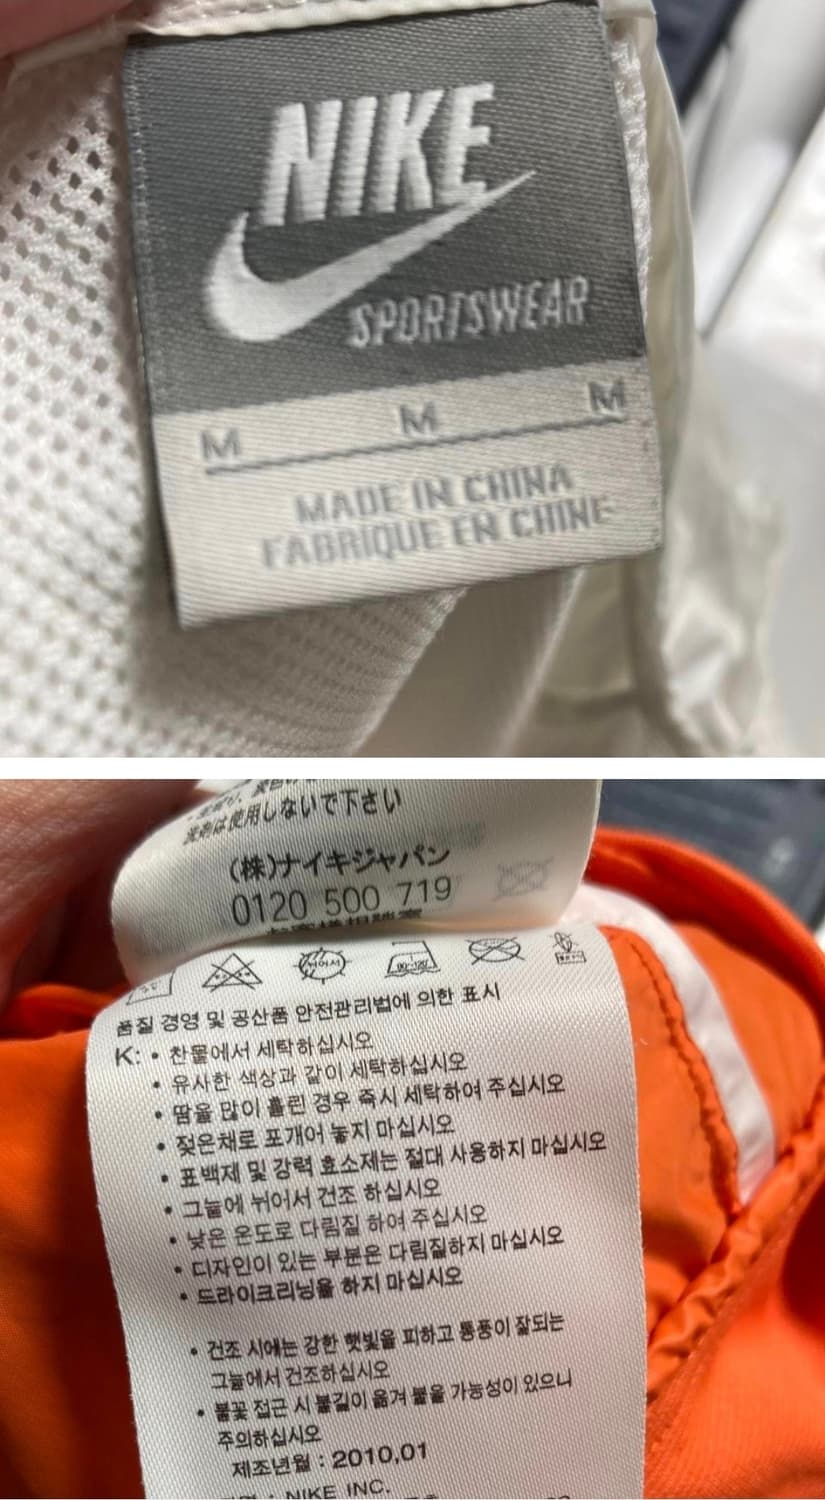 NIKE
SPORTSWEAR
M M M
MADE IN CHINA
FABRIQUE EN CHINE
洗剤は使用しないで下さい
(株)ナイキジャパン
0120 500 719
품질 경영 및 공산품 안전관리법에 의한 표시
K: • 찬물에서 세탁하십시오
• 유사한 색상과 같이 세탁하십시오
• 땀을 많이 흘린 경우 즉시 세탁하여 주십시오
• 젖은채로 포개어 놓지 마십시오
• 표백제 및 강력 효소제는 절대 사용하지 마십시오
• 그늘에 뉘어서 건조 하십시오
• 낮은 온도로 다림질 하여 주십시오
• 디자인이 있는 부분은 다림질하지 마십시오
• 드라이크리닝을 하지 마십시오
• 건조 시에는 강한 햇빛을 피하고 통풍이 잘되는
그늘에서 건조하십시오
• 불꽃 접근 시 불길이 옮겨 붙을 가능성이 있으니
주의하십시오
제조년월 : 2010.01
: NIKE INC.